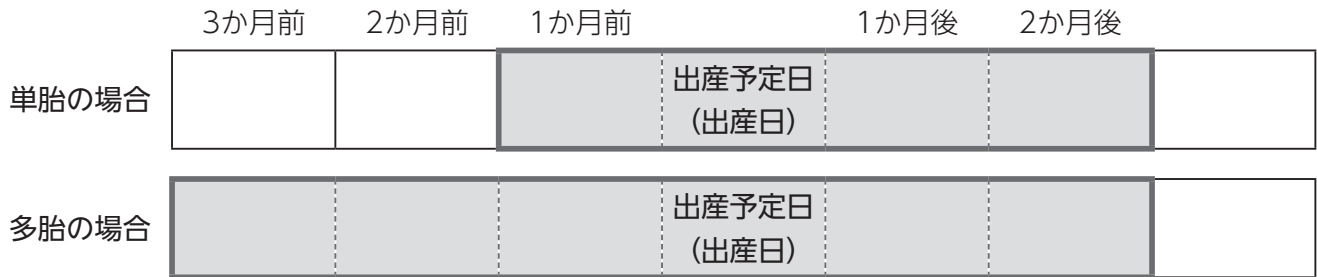 3か月前 2か月前 1か月前 1か月後 2か月後
単胎の場合
出産予定日
(出産日)
多胎の場合
出産予定日
(出産日)